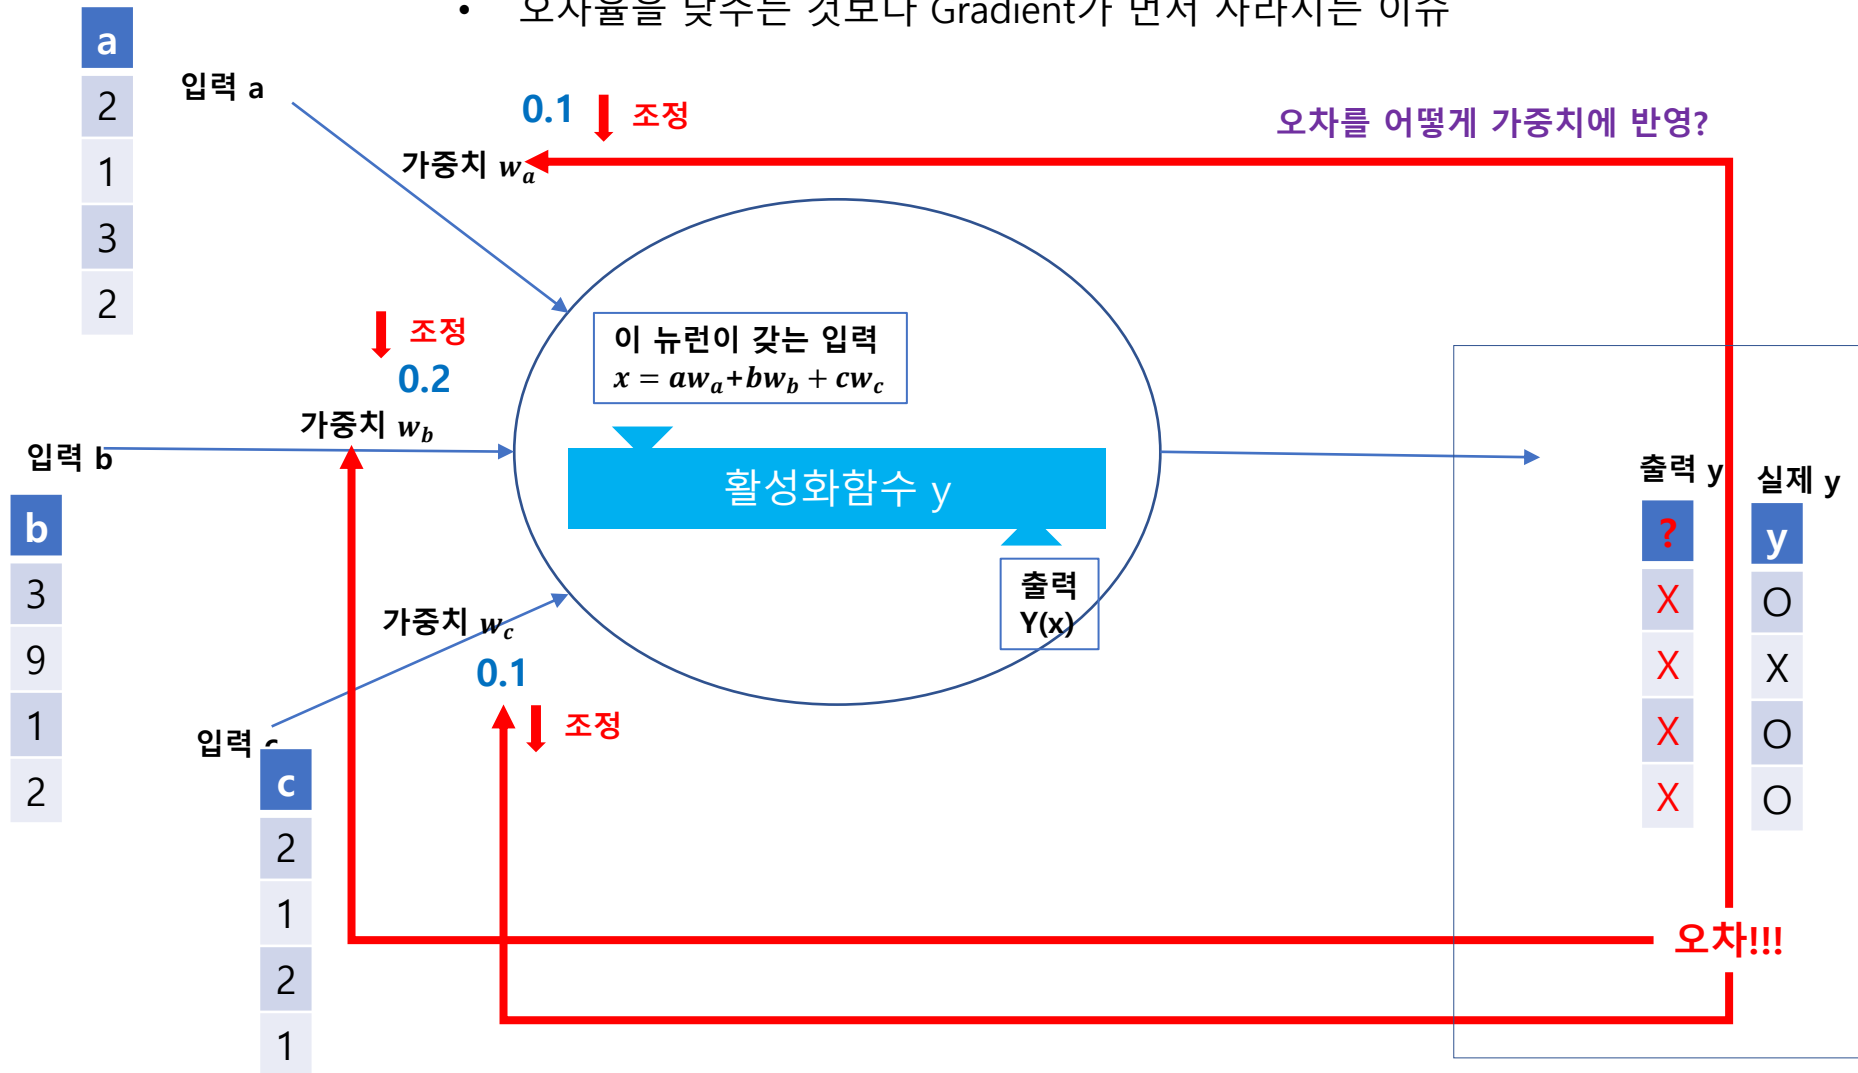 • 오차율을 낮추는 것보다 Gradient가 먼저 사라지는 이슈
a
2
1
3
2
입력 a
0.1
조정
가중치 wₐ
오차를 어떻게 가중치에 반영?
조정
0.2
가중치 w_b
이 뉴런이 갖는 입력
x = awₐ+bw_b + cw_c
활성화함수 y
출력
Y(x)
입력 b
b
3
9
1
2
가중치 w_c
0.1
조정
입력 c
c
2
1
2
1
출력 y
?
X
X
X
X
실제 y
y
O
X
O
O
오차!!!